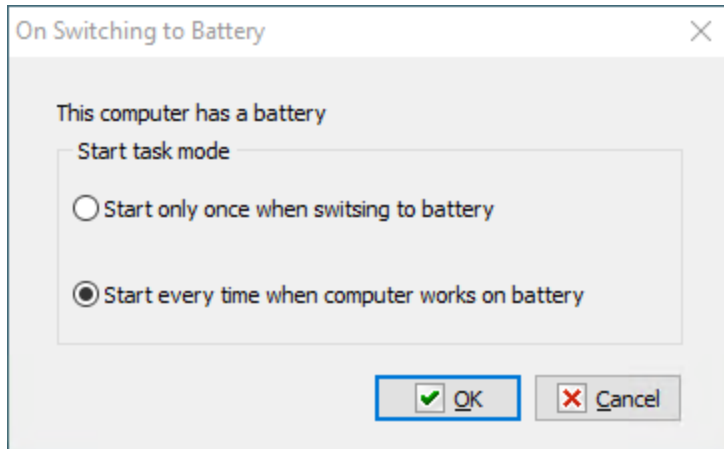 On Switching to Battery
This computer has a battery
Start task mode
Start only once when switsing to battery
Start every time when computer works on battery
OK Cancel